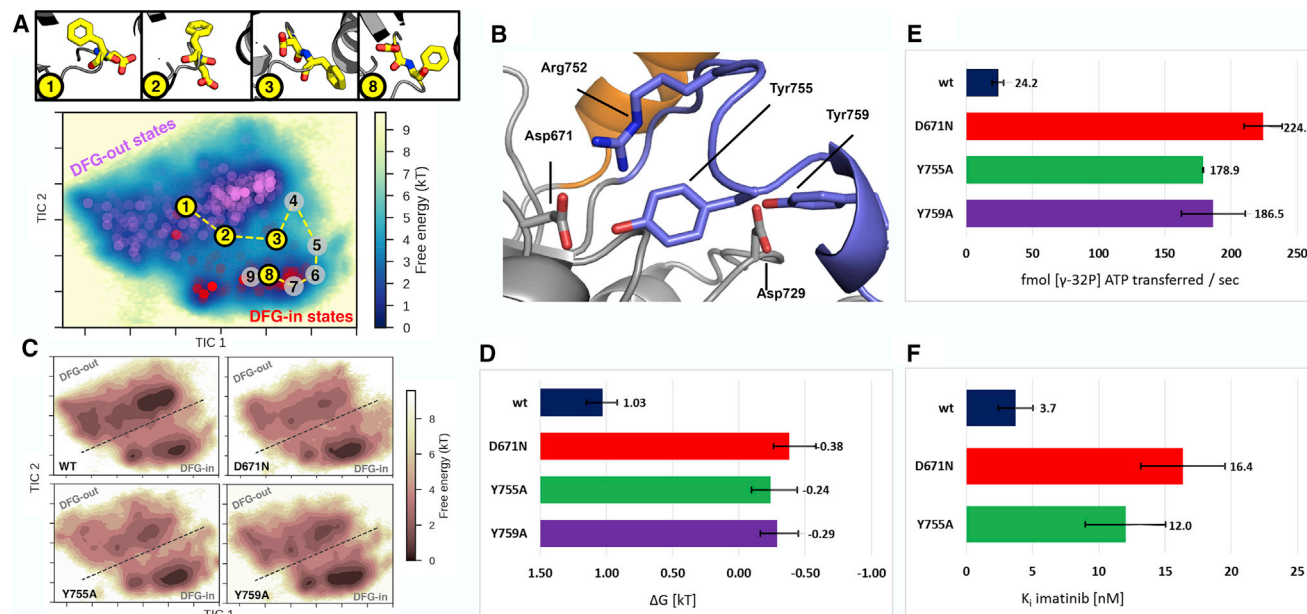 A
1
2
3
8
DFG-out states
1
2
3
4
5
6
7
8
9
DFG-in states
TIC 2
TIC 1
9
8
7
6
5
4
3
2
1
0
Free energy (kT)
B
Arg752
Tyr755
Asp671
Tyr759
Asp729
C
DFG-out
WT
DFG-in
DFG-out
D671N
DFG-in
DFG-out
Y755A
DFG-in
DFG-out
Y759A
DFG-in
TIC 2
TIC 1
8
6
4
2
0
Free energy (kT)
D
wt
1.03
D671N
-0.38
Y755A
-0.24
Y759A
-0.29
1.50 1.00 0.50 0.00 -0.50 -1.00
ΔG [kT]
E
wt
24.2
D671N
224.
Y755A
178.9
Y759A
186.5
0 50 100 150 200 250
fmol [γ-32P] ATP transferred / sec
F
wt
3.7
D671N
16.4
Y755A
12.0
0 5 10 15 20 25
Ki imatinib [nM]